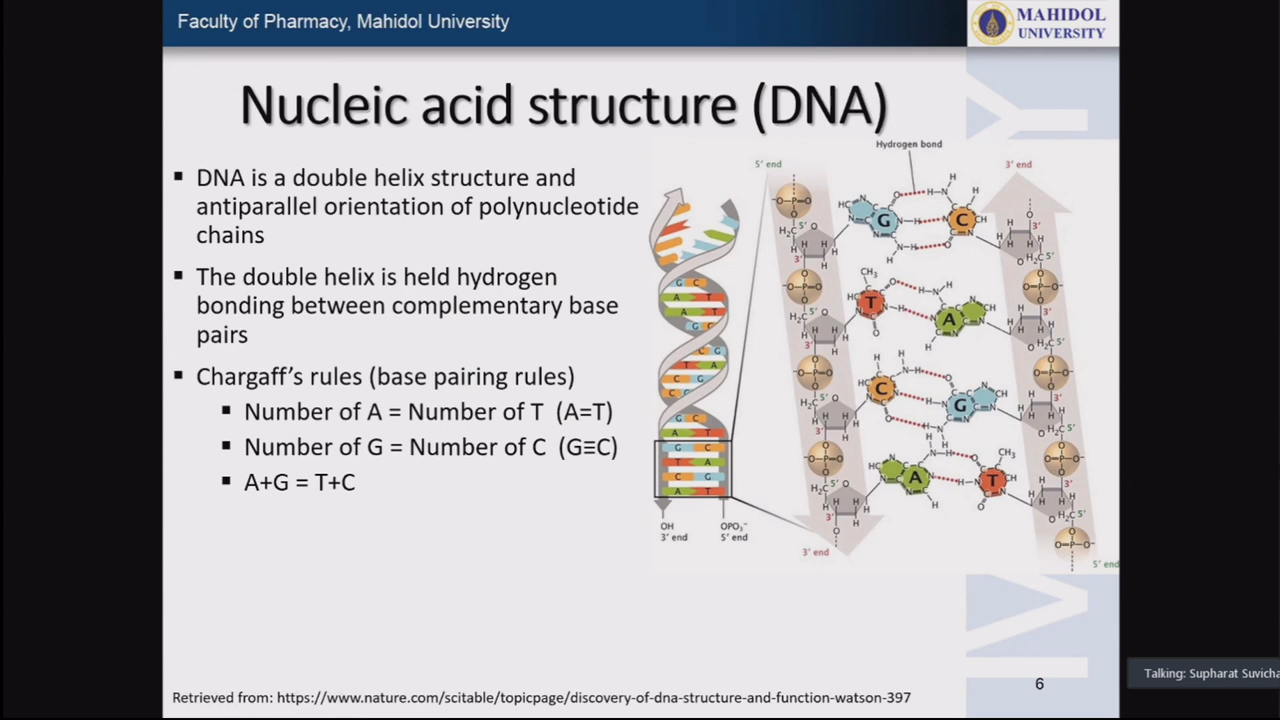 Faculty of Pharmacy, Mahidol University
MAHIDOL
UNIVERSITY
Nucleic acid structure (DNA)
▪ DNA is a double helix structure and
antiparallel orientation of polynucleotide
chains
▪ The double helix is held hydrogen
bonding between complementary base
pairs
▪ Chargaff's rules (base pairing rules)
▪ Number of A = Number of T (A=T)
▪ Number of G = Number of C (G≡C)
▪ A+G = T+C
Hydrogen bond
5' end
3' end
G C
T A
C G
A T
G C
A T
A T
G C
C G
T A
C G
C G
G C
A T
G C
T A
C G
A T
OH
3' end
OPO₃⁻
5' end
3' end
5' end
Retrieved from: https://www.nature.com/scitable/topicpage/discovery-of-dna-structure-and-function-watson-397
6
Talking: Supharat Suvicha